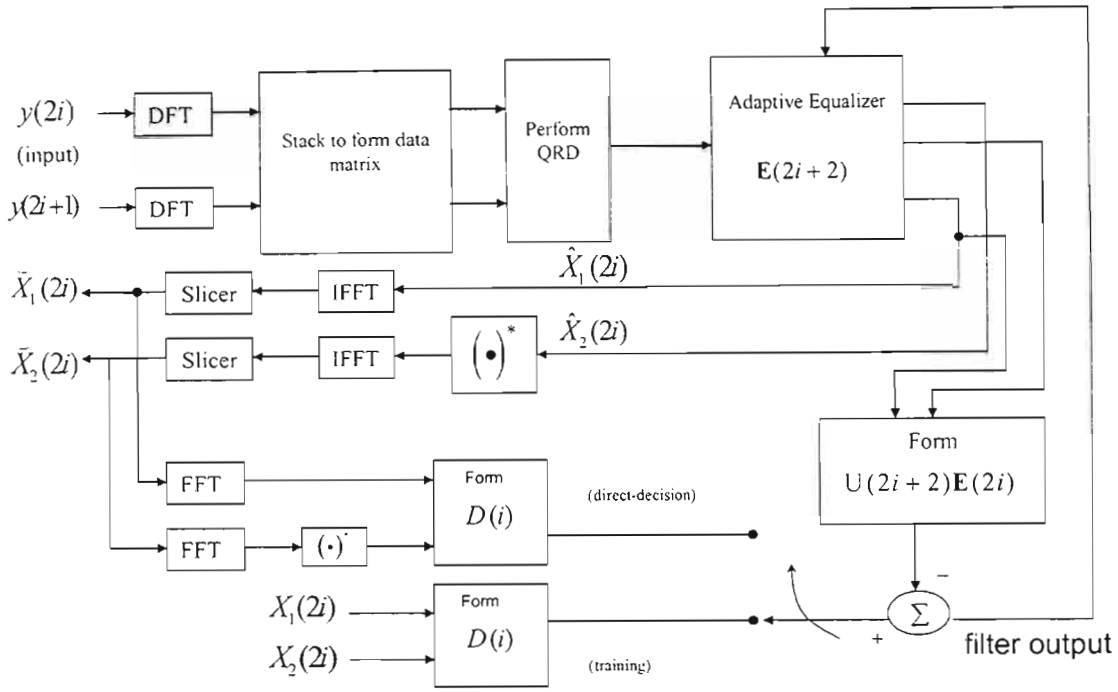 y(2i)
(input)
y(2i+1)
DFT
DFT
Stack to form data
matrix
Perform
QRD
Adaptive Equalizer
E(2i + 2)
X̂₁(2i)
X̂₂(2i)
X̄₁(2i)
Slicer
IFFT
X̄₂(2i)
Slicer
IFFT
(•)*
Form
U(2i + 2)E(2i)
FFT
Form
D(i)
(direct-decision)
FFT
(•)*
X₁(2i)
X₂(2i)
Form
D(i)
(training)
−
Σ
+
filter output